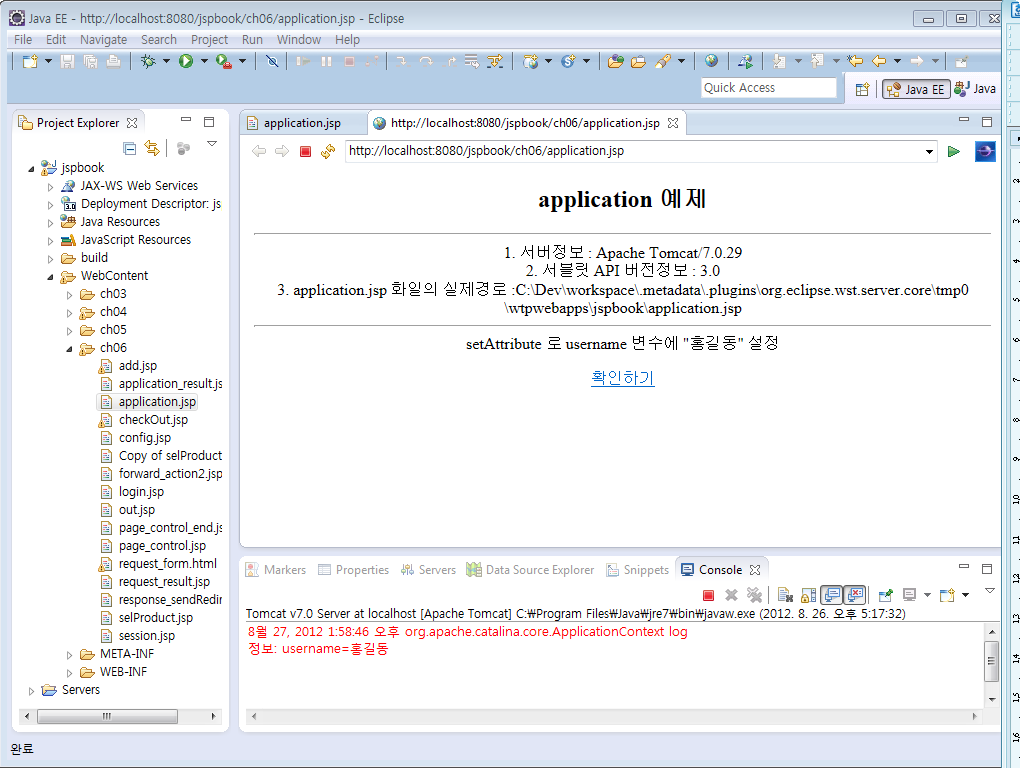 Java EE - http://localhost:8080/jspbook/ch06/application.jsp - Eclipse
File Edit Navigate Search Project Run Window Help
Quick Access
Java EE
Java
Project Explorer
jspbook
JAX-WS Web Services
Deployment Descriptor: js
Java Resources
JavaScript Resources
build
WebContent
ch03
ch04
ch05
ch06
add.jsp
application_result.js
application.jsp
checkOut.jsp
config.jsp
Copy of selProduct
forward_action2.jsp
login.jsp
out.jsp
page_control_end.js
page_control.jsp
request_form.html
request_result.jsp
response_sendRedir
selProduct.jsp
session.jsp
META-INF
WEB-INF
Servers
application.jsp
http://localhost:8080/jspbook/ch06/application.jsp
http://localhost:8080/jspbook/ch06/application.jsp
application 예제
1. 서버정보 : Apache Tomcat/7.0.29
2. 서블릿 API 버전정보 : 3.0
3. application.jsp 화일의 실제경로 :C:\Dev\workspace\.metadata\.plugins\org.eclipse.wst.server.core\tmp0
\wtpwebapps\jspbook\application.jsp
setAttribute 로 username 변수에 "홍길동" 설정
확인하기
Markers Properties Servers Data Source Explorer Snippets Console
Tomcat v7.0 Server at localhost [Apache Tomcat] C:₩Program Files₩Java₩jre7₩bin₩javaw.exe (2012. 8. 26. 오후 5:17:32)
8월 27, 2012 1:58:46 오후 org.apache.catalina.core.ApplicationContext log
정보: username=홍길동
완료